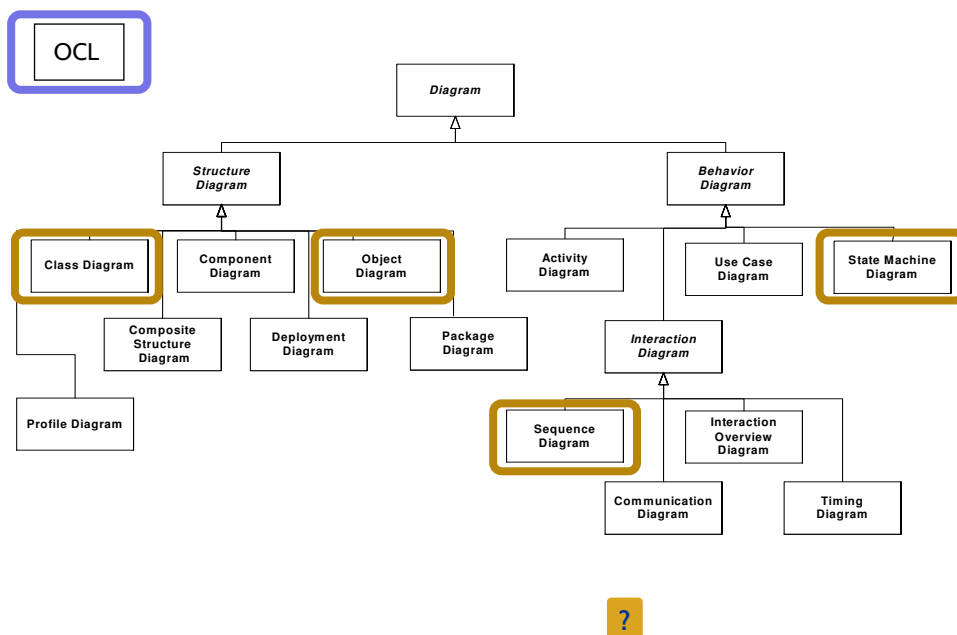 OCL
Diagram
Structure
Diagram
Behavior
Diagram
Class Diagram
Component
Diagram
Object
Diagram
Activity
Diagram
Use Case
Diagram
State Machine
Diagram
Composite
Structure
Diagram
Deployment
Diagram
Package
Diagram
Interaction
Diagram
Profile Diagram
Sequence
Diagram
Interaction
Overview
Diagram
Communication
Diagram
Timing
Diagram
?